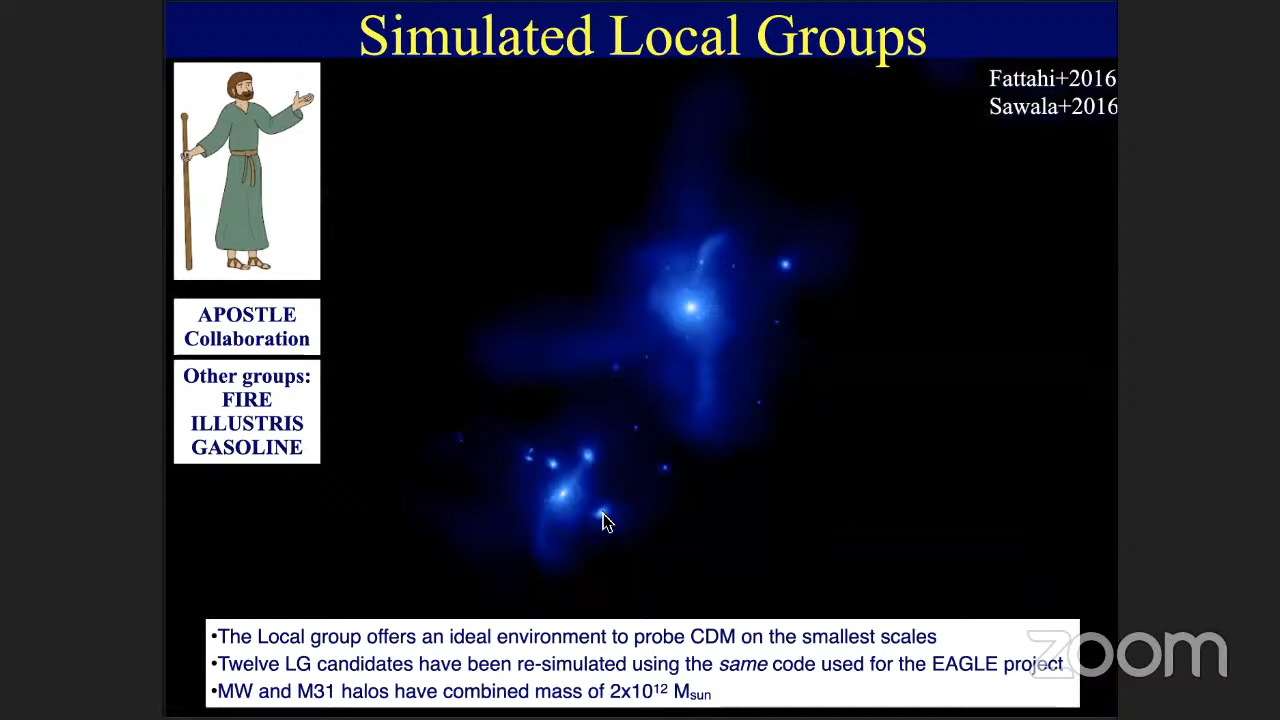 Simulated Local Groups
Fattahi+2016
Sawala+2016
APOSTLE
Collaboration
Other groups:
FIRE
ILLUSTRIS
GASOLINE
•The Local group offers an ideal environment to probe CDM on the smallest scales
•Twelve LG candidates have been re-simulated using the same code used for the EAGLE project
•MW and M31 halos have combined mass of 2x10¹² Msun
zoom